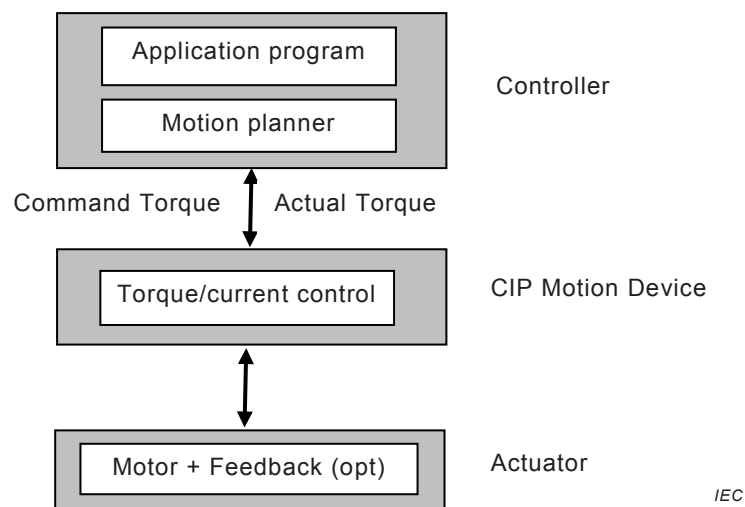 Application program
Controller
Motion planner
Command Torque Actual Torque
Torque/current control
CIP Motion Device
Motor + Feedback (opt)
Actuator
IEC